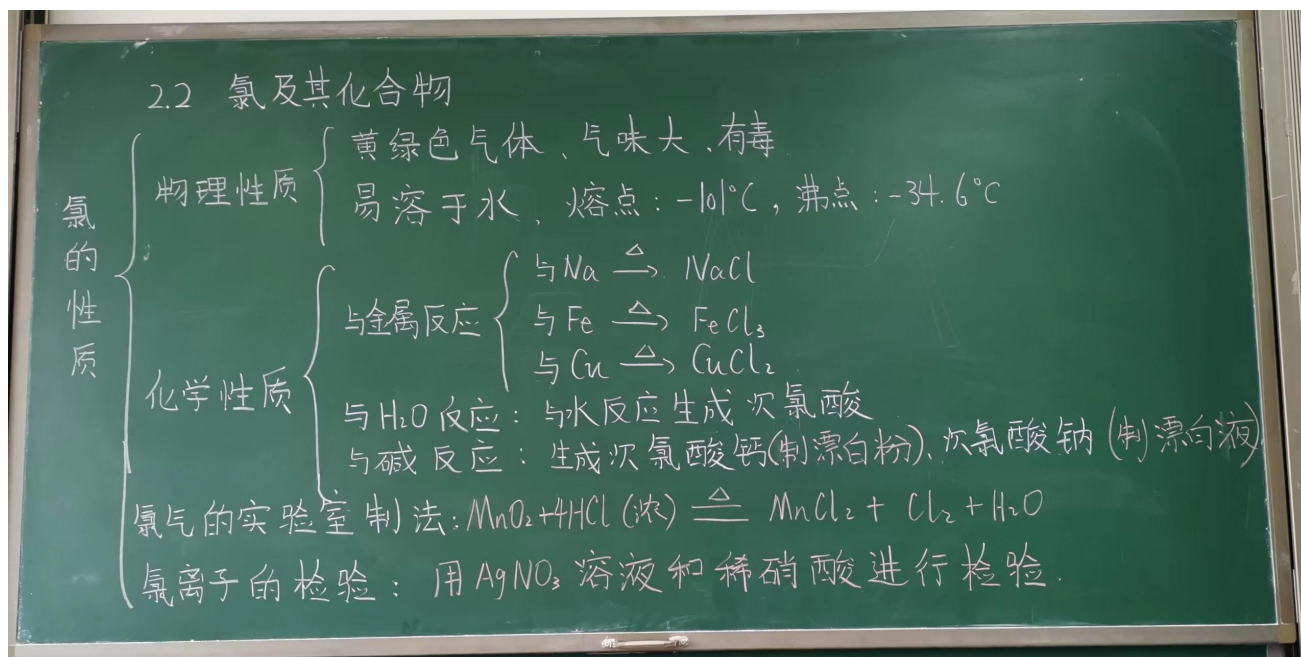 2.2 氯及其化合物
氯的性质
物理性质
黄绿色气体、气味大、有毒
易溶于水、熔点：-101°C，沸点：-34.6°C
化学性质
与金属反应
与Na △→ NaCl
与Fe △→ FeCl₃
与Cu △→ CuCl₂
与H₂O反应：与水反应生成次氯酸
与碱反应：生成次氯酸钙(制漂白粉)、次氯酸钠(制漂白液)
氯气的实验室制法：MnO₂+4HCl(浓) △== MnCl₂+Cl₂+H₂O
氯离子的检验：用AgNO₃溶液和稀硝酸进行检验.